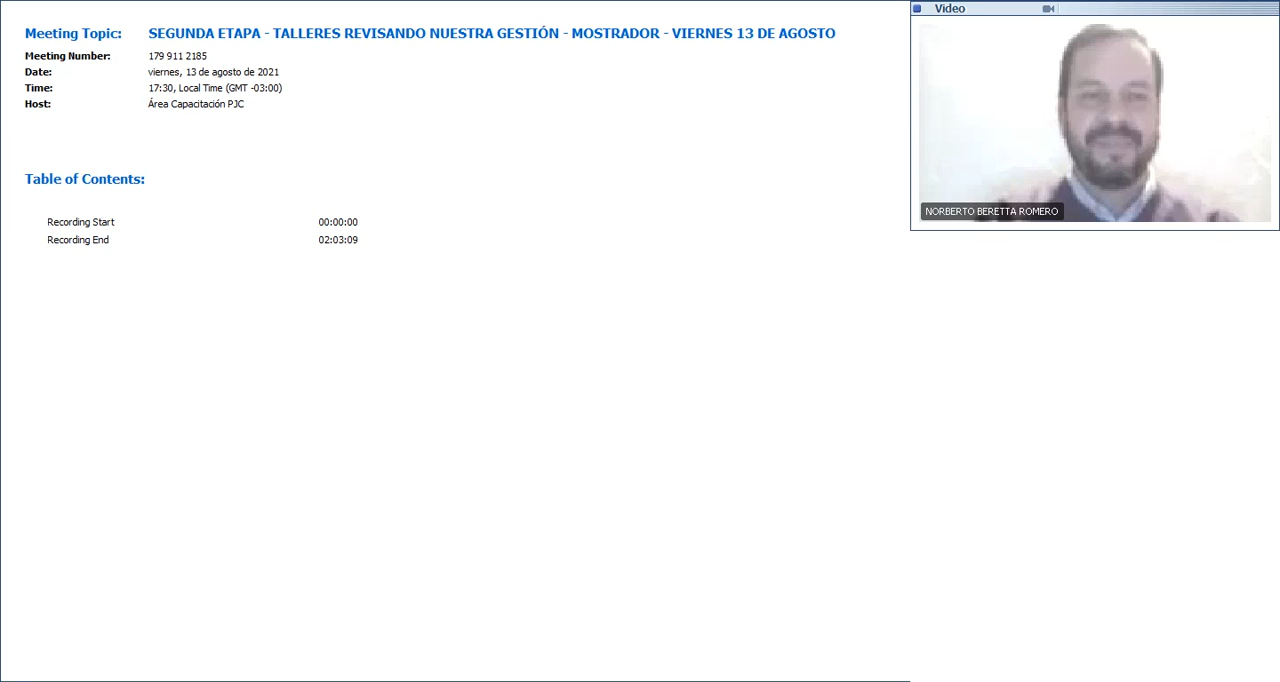 Meeting Topic: SEGUNDA ETAPA - TALLERES REVISANDO NUESTRA GESTIÓN - MOSTRADOR - VIERNES 13 DE AGOSTO
Meeting Number: 179 911 2185
Date: viernes, 13 de agosto de 2021
Time: 17:30, Local Time (GMT -03:00)
Host: Área Capacitación PJC
Table of Contents:
Recording Start 00:00:00
Recording End 02:03:09
Video
NORBERTO BERETTA ROMERO